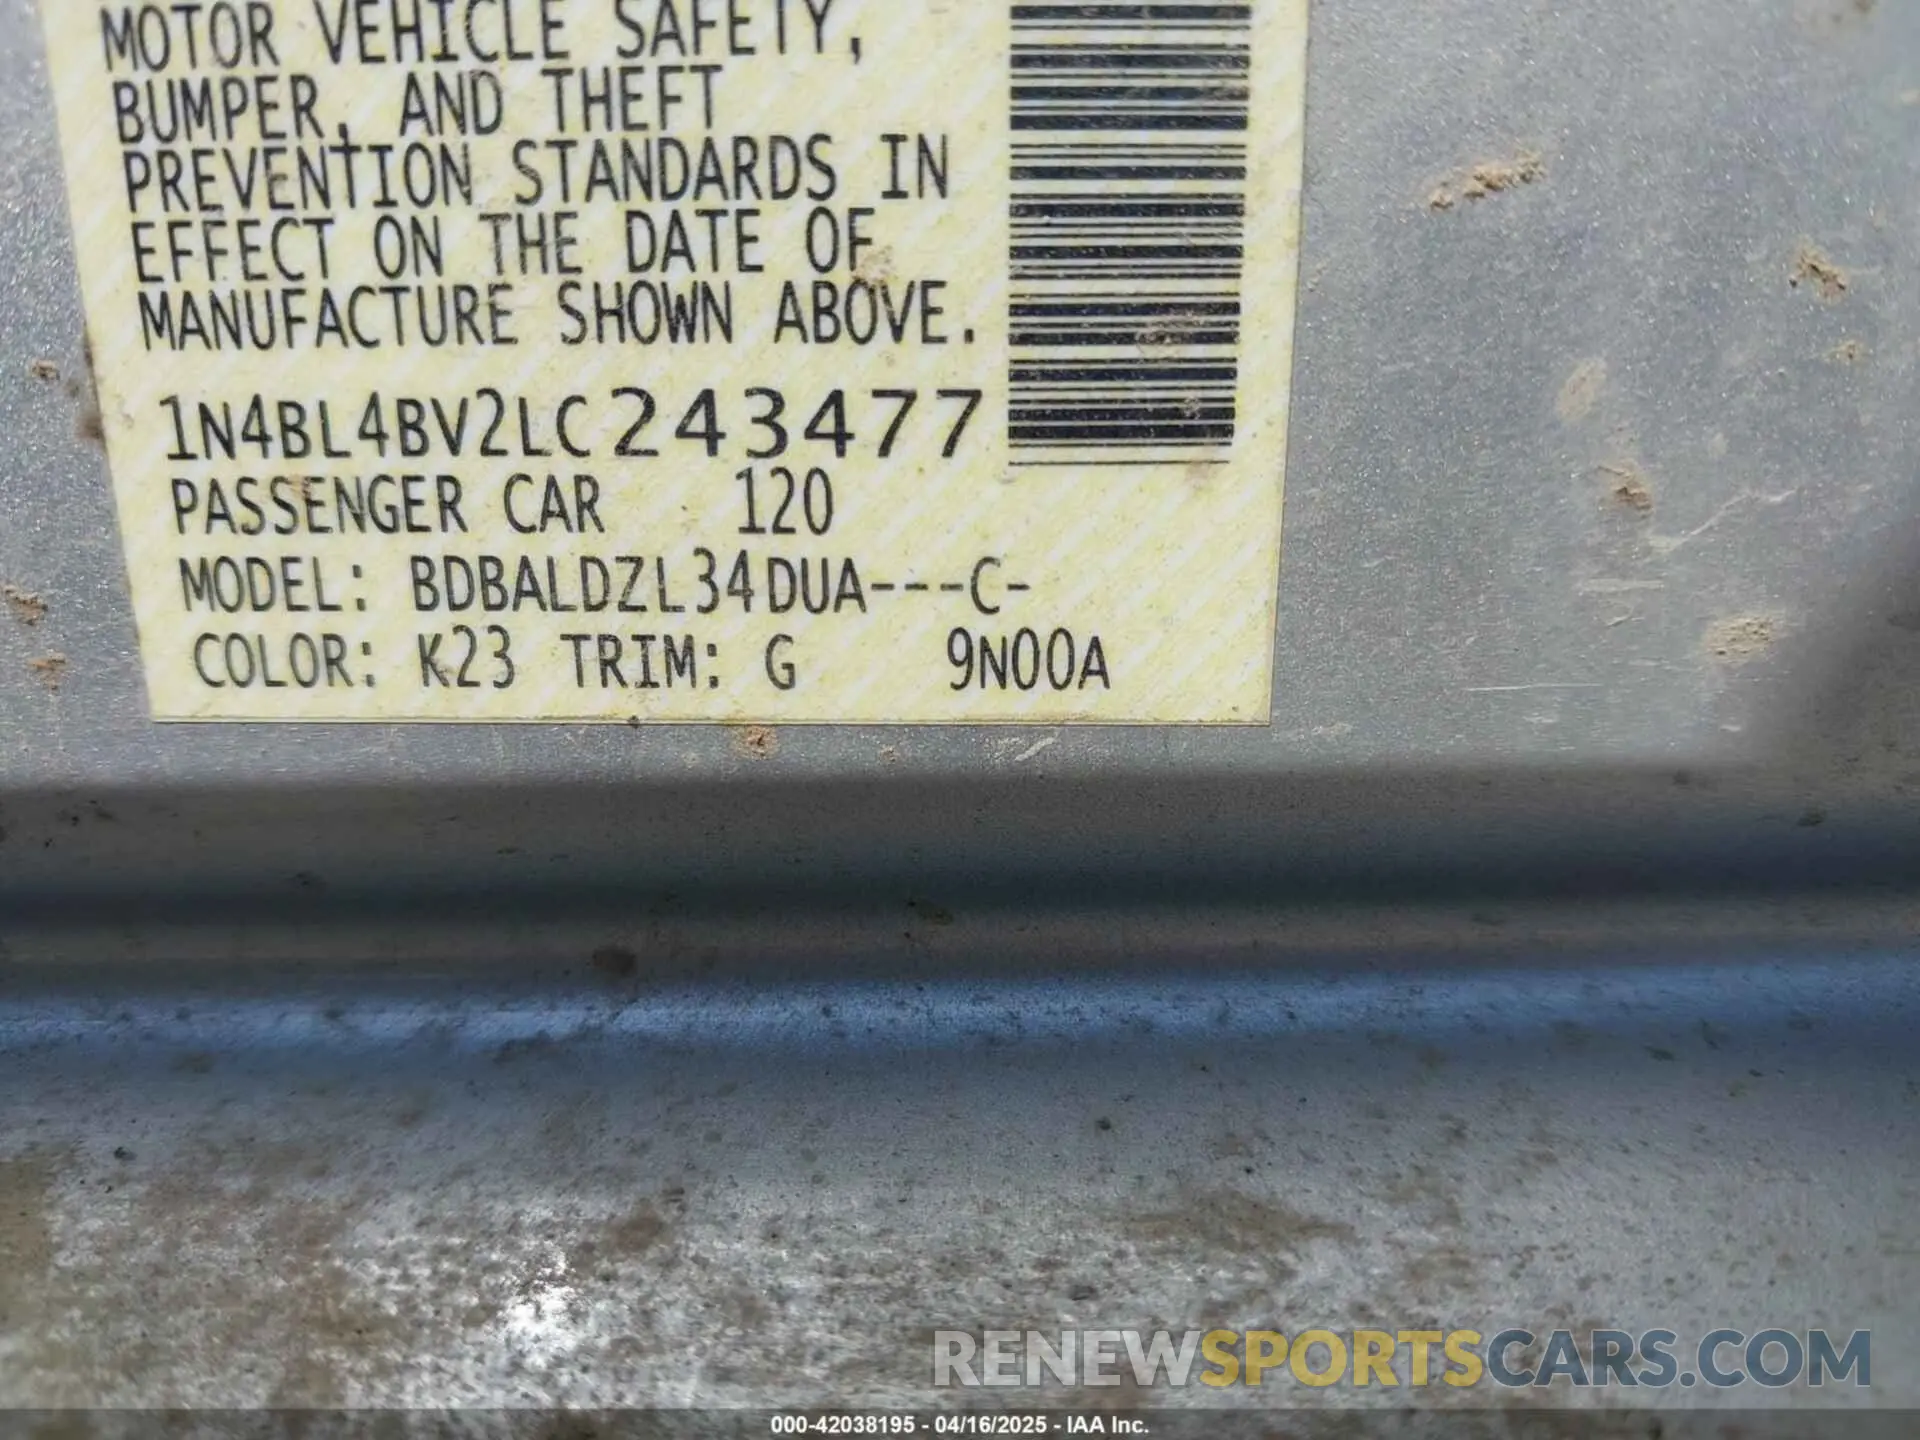 MOTOR VEHICLE SAFETY,
BUMPER, AND THEFT
PREVENTION STANDARDS IN
EFFECT ON THE DATE OF
MANUFACTURE SHOWN ABOVE.
1N4BL4BV2LC243477
PASSENGER CAR 120
MODEL: BDBALDZL34DUA---C-
COLOR: K23 TRIM: G 9N00A
RENEWSPORTSCARS.COM
000-42038195 - 04/16/2025 - IAA Inc.